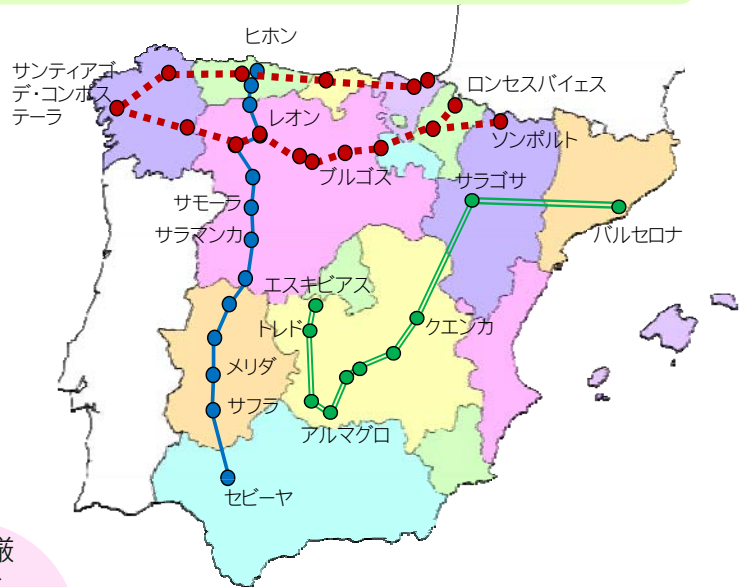 ヒホン
サンティアゴ
デ・コンポス
テーラ
ロンセスバイェス
レオン
ソンポルト
ブルゴス
サラゴサ
サモーラ
サラマンカ
バルセロナ
エスキビアス
トレド
クエンカ
メリダ
サフラ
アルマグロ
セビーヤ
厳